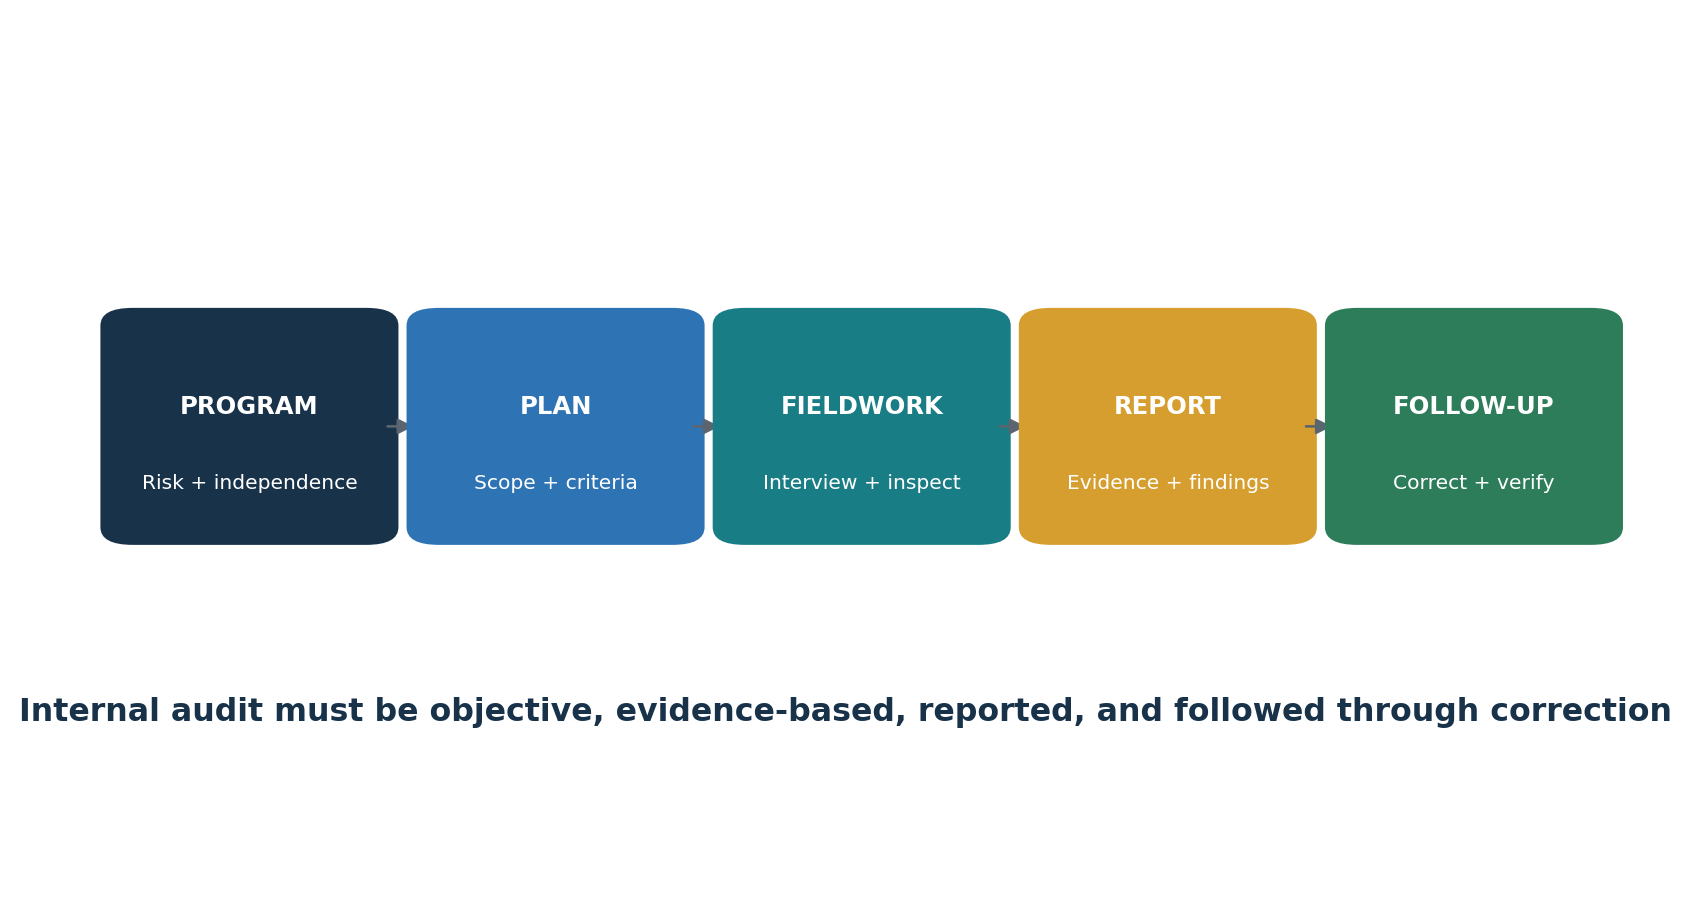 PROGRAM
Risk + independence
PLAN
Scope + criteria
FIELDWORK
Interview + inspect
REPORT
Evidence + findings
FOLLOW-UP
Correct + verify
Internal audit must be objective, evidence-based, reported, and followed through correction